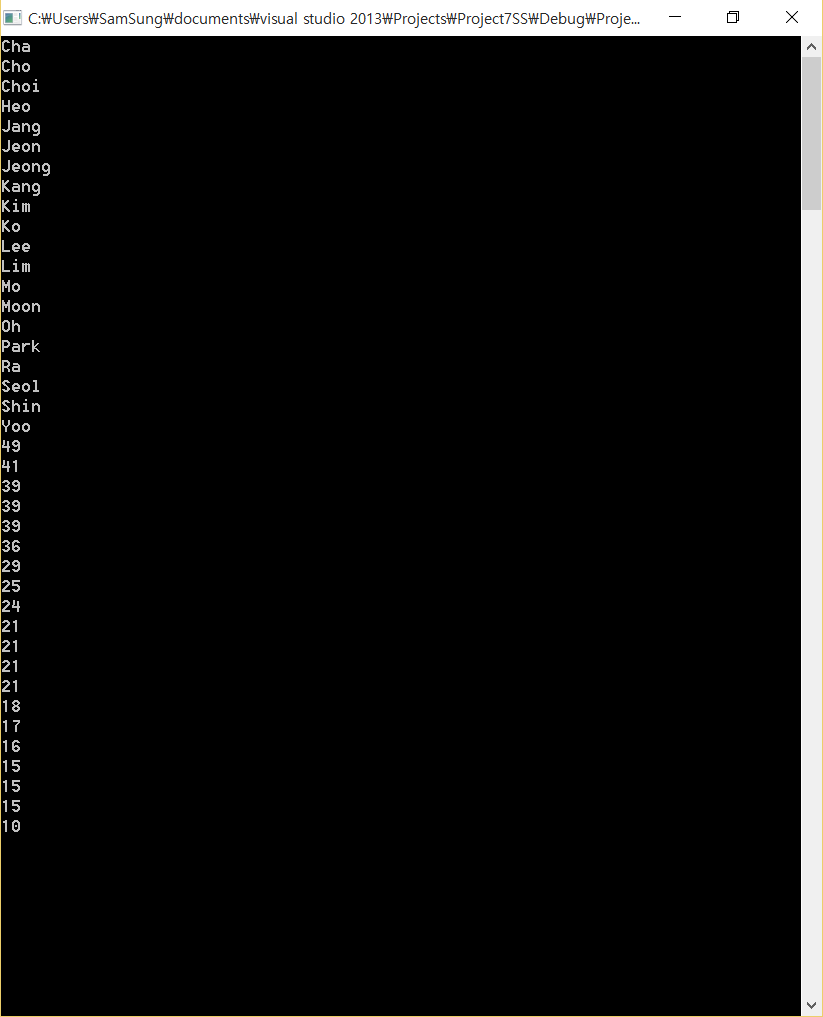 C:₩Users₩SamSung₩documents₩visual studio 2013₩Projects₩Project7SS₩Debug₩Proje...
Cha
Cho
Choi
Heo
Jang
Jeon
Jeong
Kang
Kim
Ko
Lee
Lim
Mo
Moon
Oh
Park
Ra
Seol
Shin
Yoo
49
41
39
39
39
36
29
25
24
21
21
21
21
18
17
16
15
15
15
10